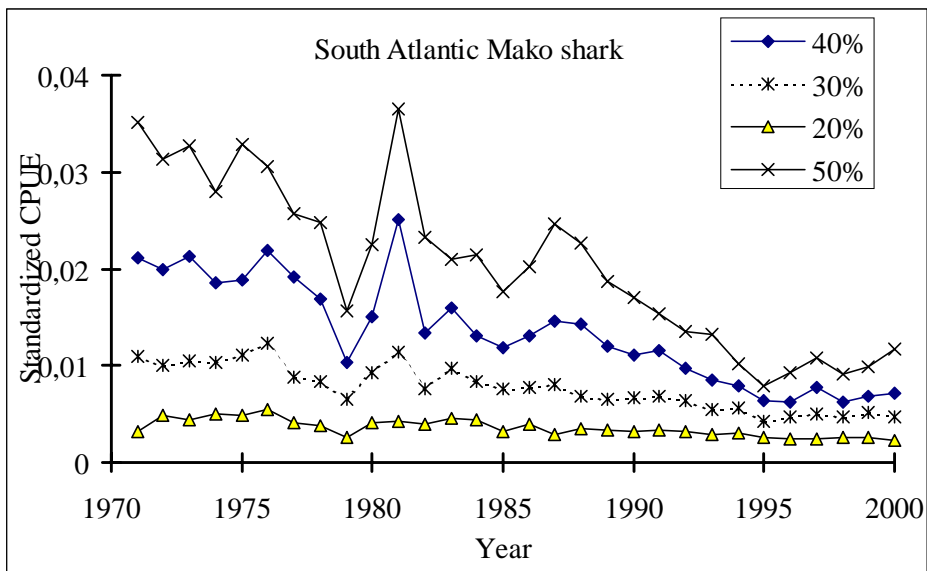 South Atlantic Mako shark
40%
30%
20%
50%
Standardized CPUE
0,04
0,03
0,02
0,01
0
1970 1975 1980 1985 1990 1995 2000
Year